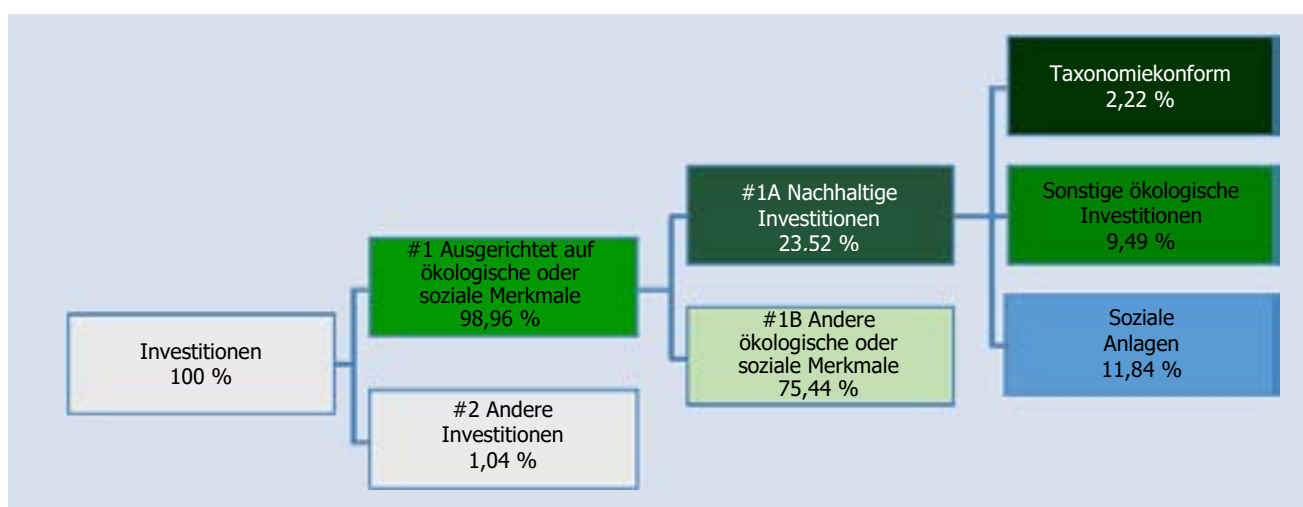 Investitionen
100 %
#1 Ausgerichtet auf
ökologische oder
soziale Merkmale
98,96 %
#2 Andere
Investitionen
1,04 %
#1A Nachhaltige
Investitionen
23.52 %
#1B Andere
ökologische oder
soziale Merkmale
75,44 %
Taxonomiekonform
2,22 %
Sonstige ökologische
Investitionen
9,49 %
Soziale
Anlagen
11,84 %